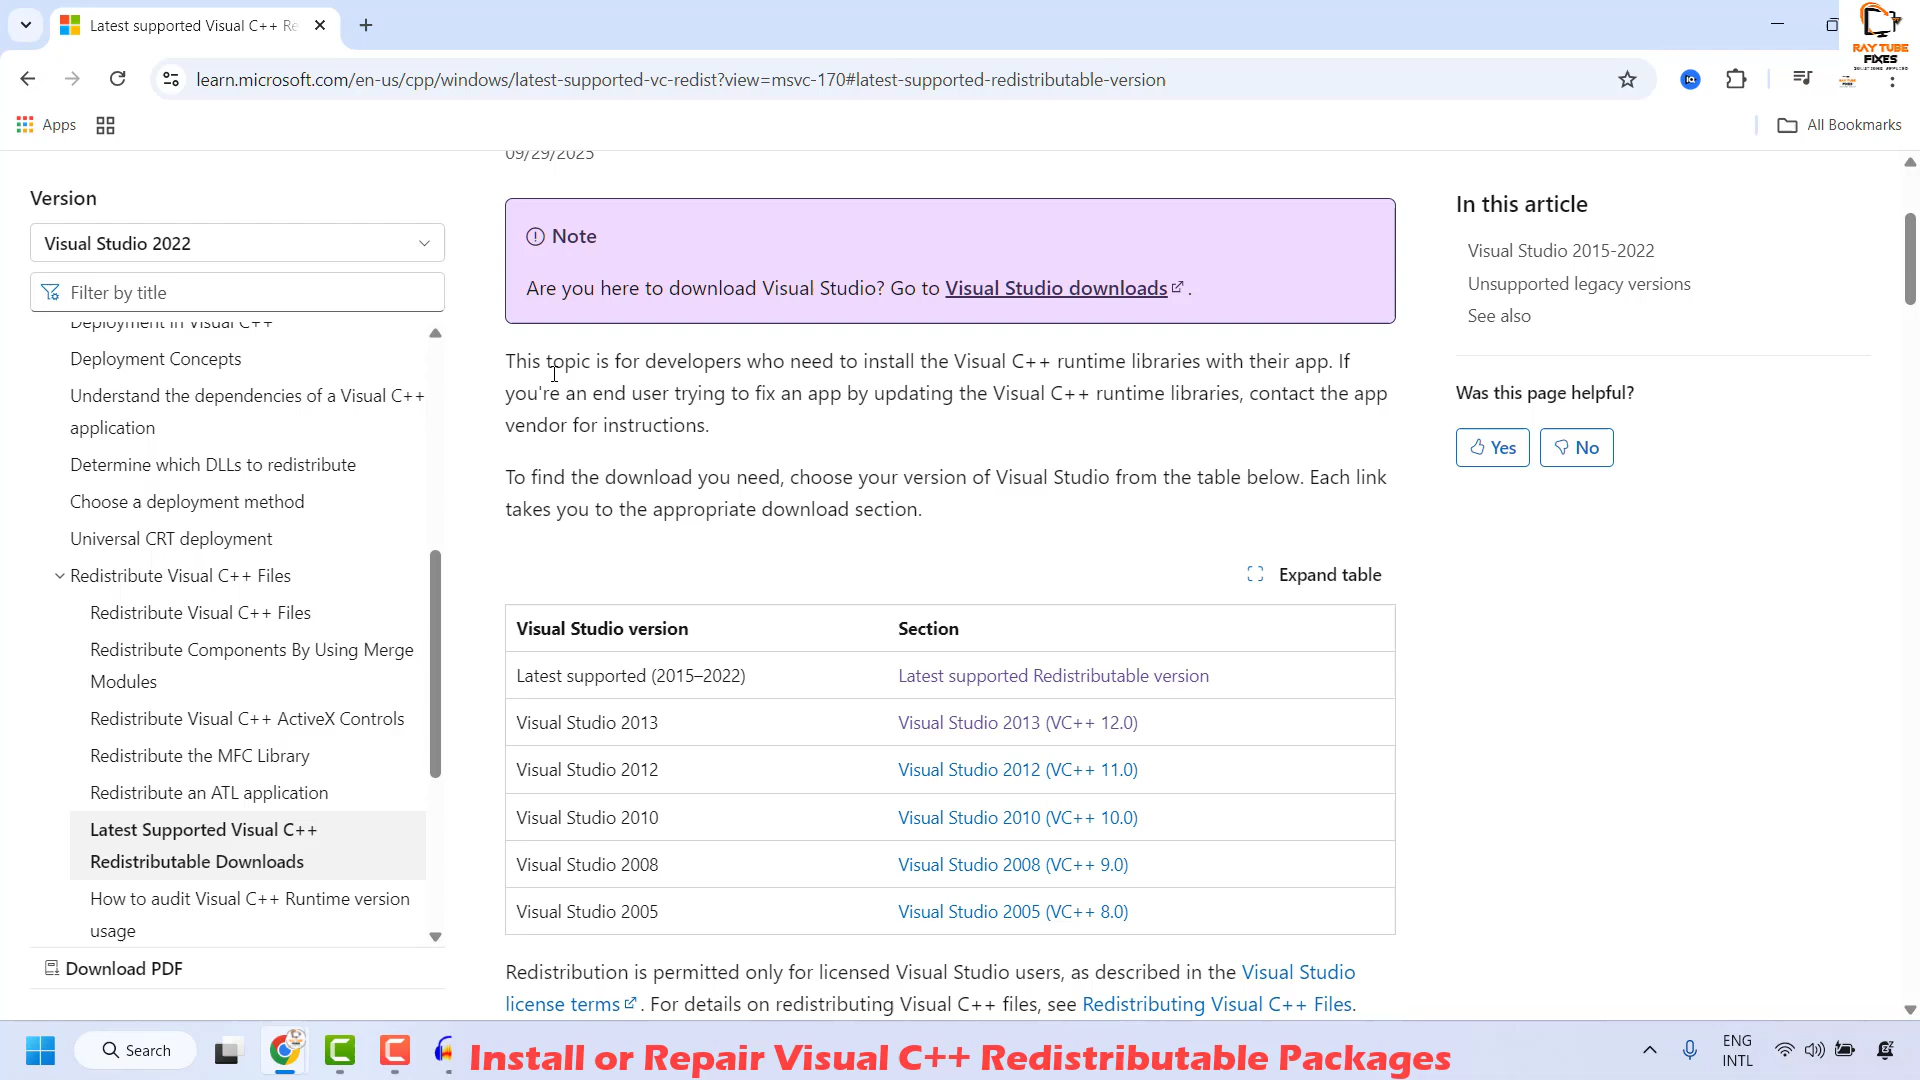 Latest supported Visual C++ Re
RAY TUBE
FIXES
learn.microsoft.com/en-us/cpp/windows/latest-supported-vc-redist?view=msvc-170#latest-supported-redistributable-version
Apps
All Bookmarks
09/29/2025
Version
Visual Studio 2022
Filter by title
Deployment in Visual C++
Deployment Concepts
Understand the dependencies of a Visual C++
application
Determine which DLLs to redistribute
Choose a deployment method
Universal CRT deployment
Redistribute Visual C++ Files
Redistribute Visual C++ Files
Redistribute Components By Using Merge
Modules
Redistribute Visual C++ ActiveX Controls
Redistribute the MFC Library
Redistribute an ATL application
Latest Supported Visual C++
Redistributable Downloads
How to audit Visual C++ Runtime version
usage
Download PDF
Note
Are you here to download Visual Studio? Go to Visual Studio downloads .
This topic is for developers who need to install the Visual C++ runtime libraries with their app. If
you're an end user trying to fix an app by updating the Visual C++ runtime libraries, contact the app
vendor for instructions.
To find the download you need, choose your version of Visual Studio from the table below. Each link
takes you to the appropriate download section.
Expand table
Visual Studio version Section
Latest supported (2015–2022) Latest supported Redistributable version
Visual Studio 2013 Visual Studio 2013 (VC++ 12.0)
Visual Studio 2012 Visual Studio 2012 (VC++ 11.0)
Visual Studio 2010 Visual Studio 2010 (VC++ 10.0)
Visual Studio 2008 Visual Studio 2008 (VC++ 9.0)
Visual Studio 2005 Visual Studio 2005 (VC++ 8.0)
Redistribution is permitted only for licensed Visual Studio users, as described in the Visual Studio
license terms . For details on redistributing Visual C++ files, see Redistributing Visual C++ Files.
In this article
Visual Studio 2015-2022
Unsupported legacy versions
See also
Was this page helpful?
Yes No
Search
Install or Repair Visual C++ Redistributable Packages
ENG
INTL